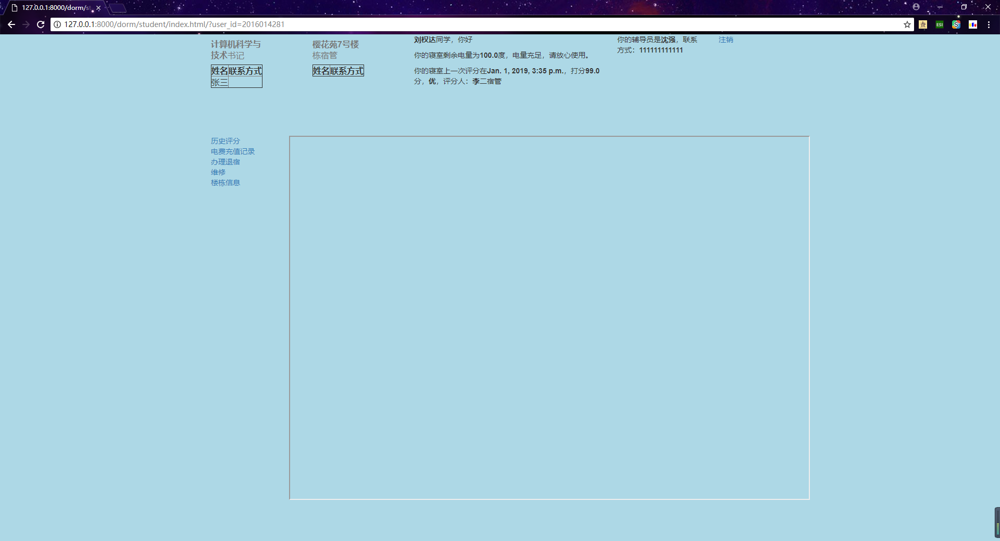 127.0.0.1:8000/dorm/s
127.0.0.1:8000/dorm/student/index.html/?user_id=2016014281
计算机科学与
技术书记
姓名 联系方式
张三
樱花苑7号楼
栋宿管
姓名 联系方式
刘权达同学，你好
你的寝室剩余电量为100.0度，电量充足，请放心使用。
你的寝室上一次评分在Jan. 1, 2019, 3:35 p.m.，打分99.0
分，优，评分人：李二宿管
你的辅导员是沈强，联系
方式：111111111111
注销
历史评分
电费充值记录
办理退宿
维修
楼栋信息